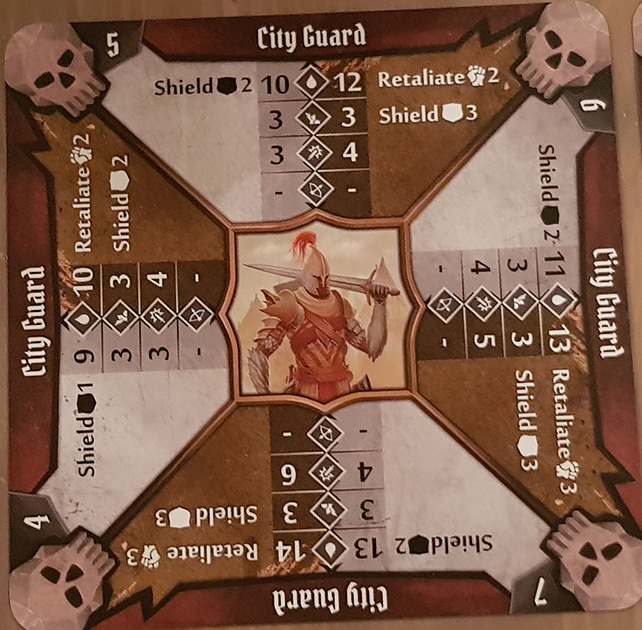 5
City Guard
Shield 2 10 12 Retaliate 2
3 3 Shield 3
3 4
- -
6
City Guard
Shield 2 11 13 Retaliate 3
3 3 Shield 3
4 5
- -
7
City Guard
Shield 2 13 14 Retaliate 3
3 3 Shield 3
4 6
- -
4
City Guard
Shield 1 9 10 Retaliate 2
3 3 Shield 2
3 4
- -